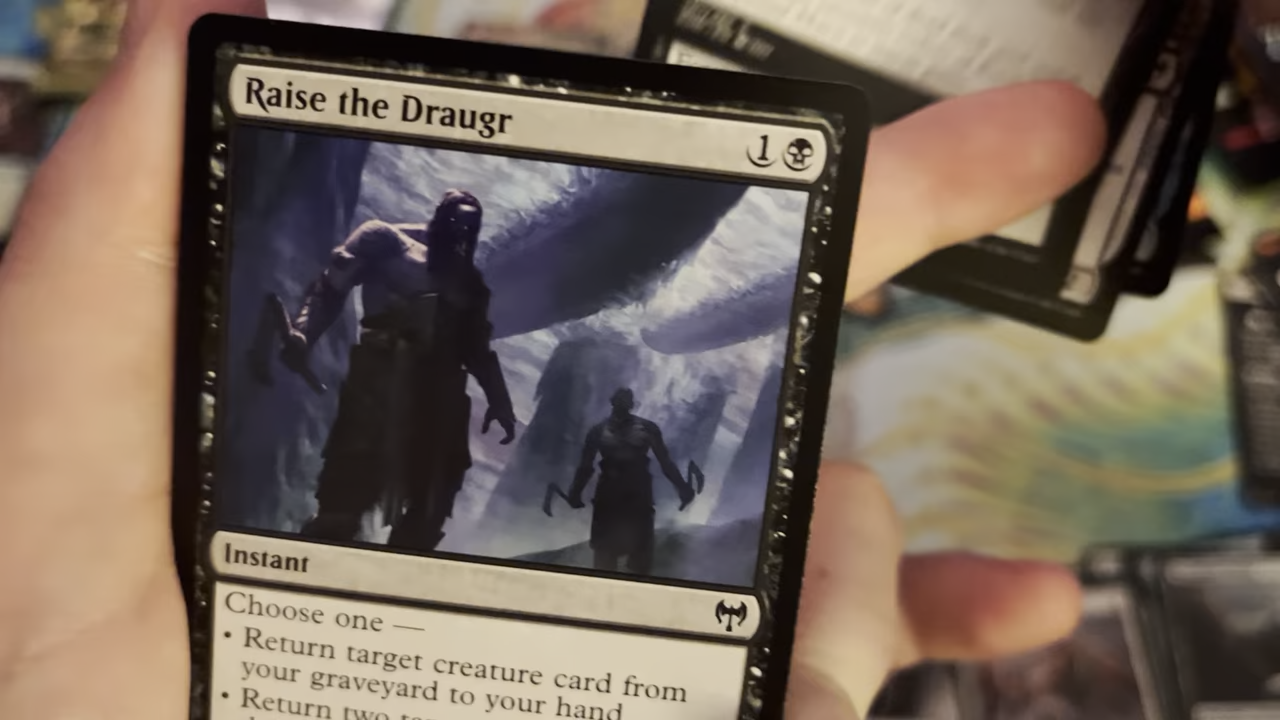 Raise the Draugr
1
Instant
Choose one —
• Return target creature card from
your graveyard to your hand
• Return two